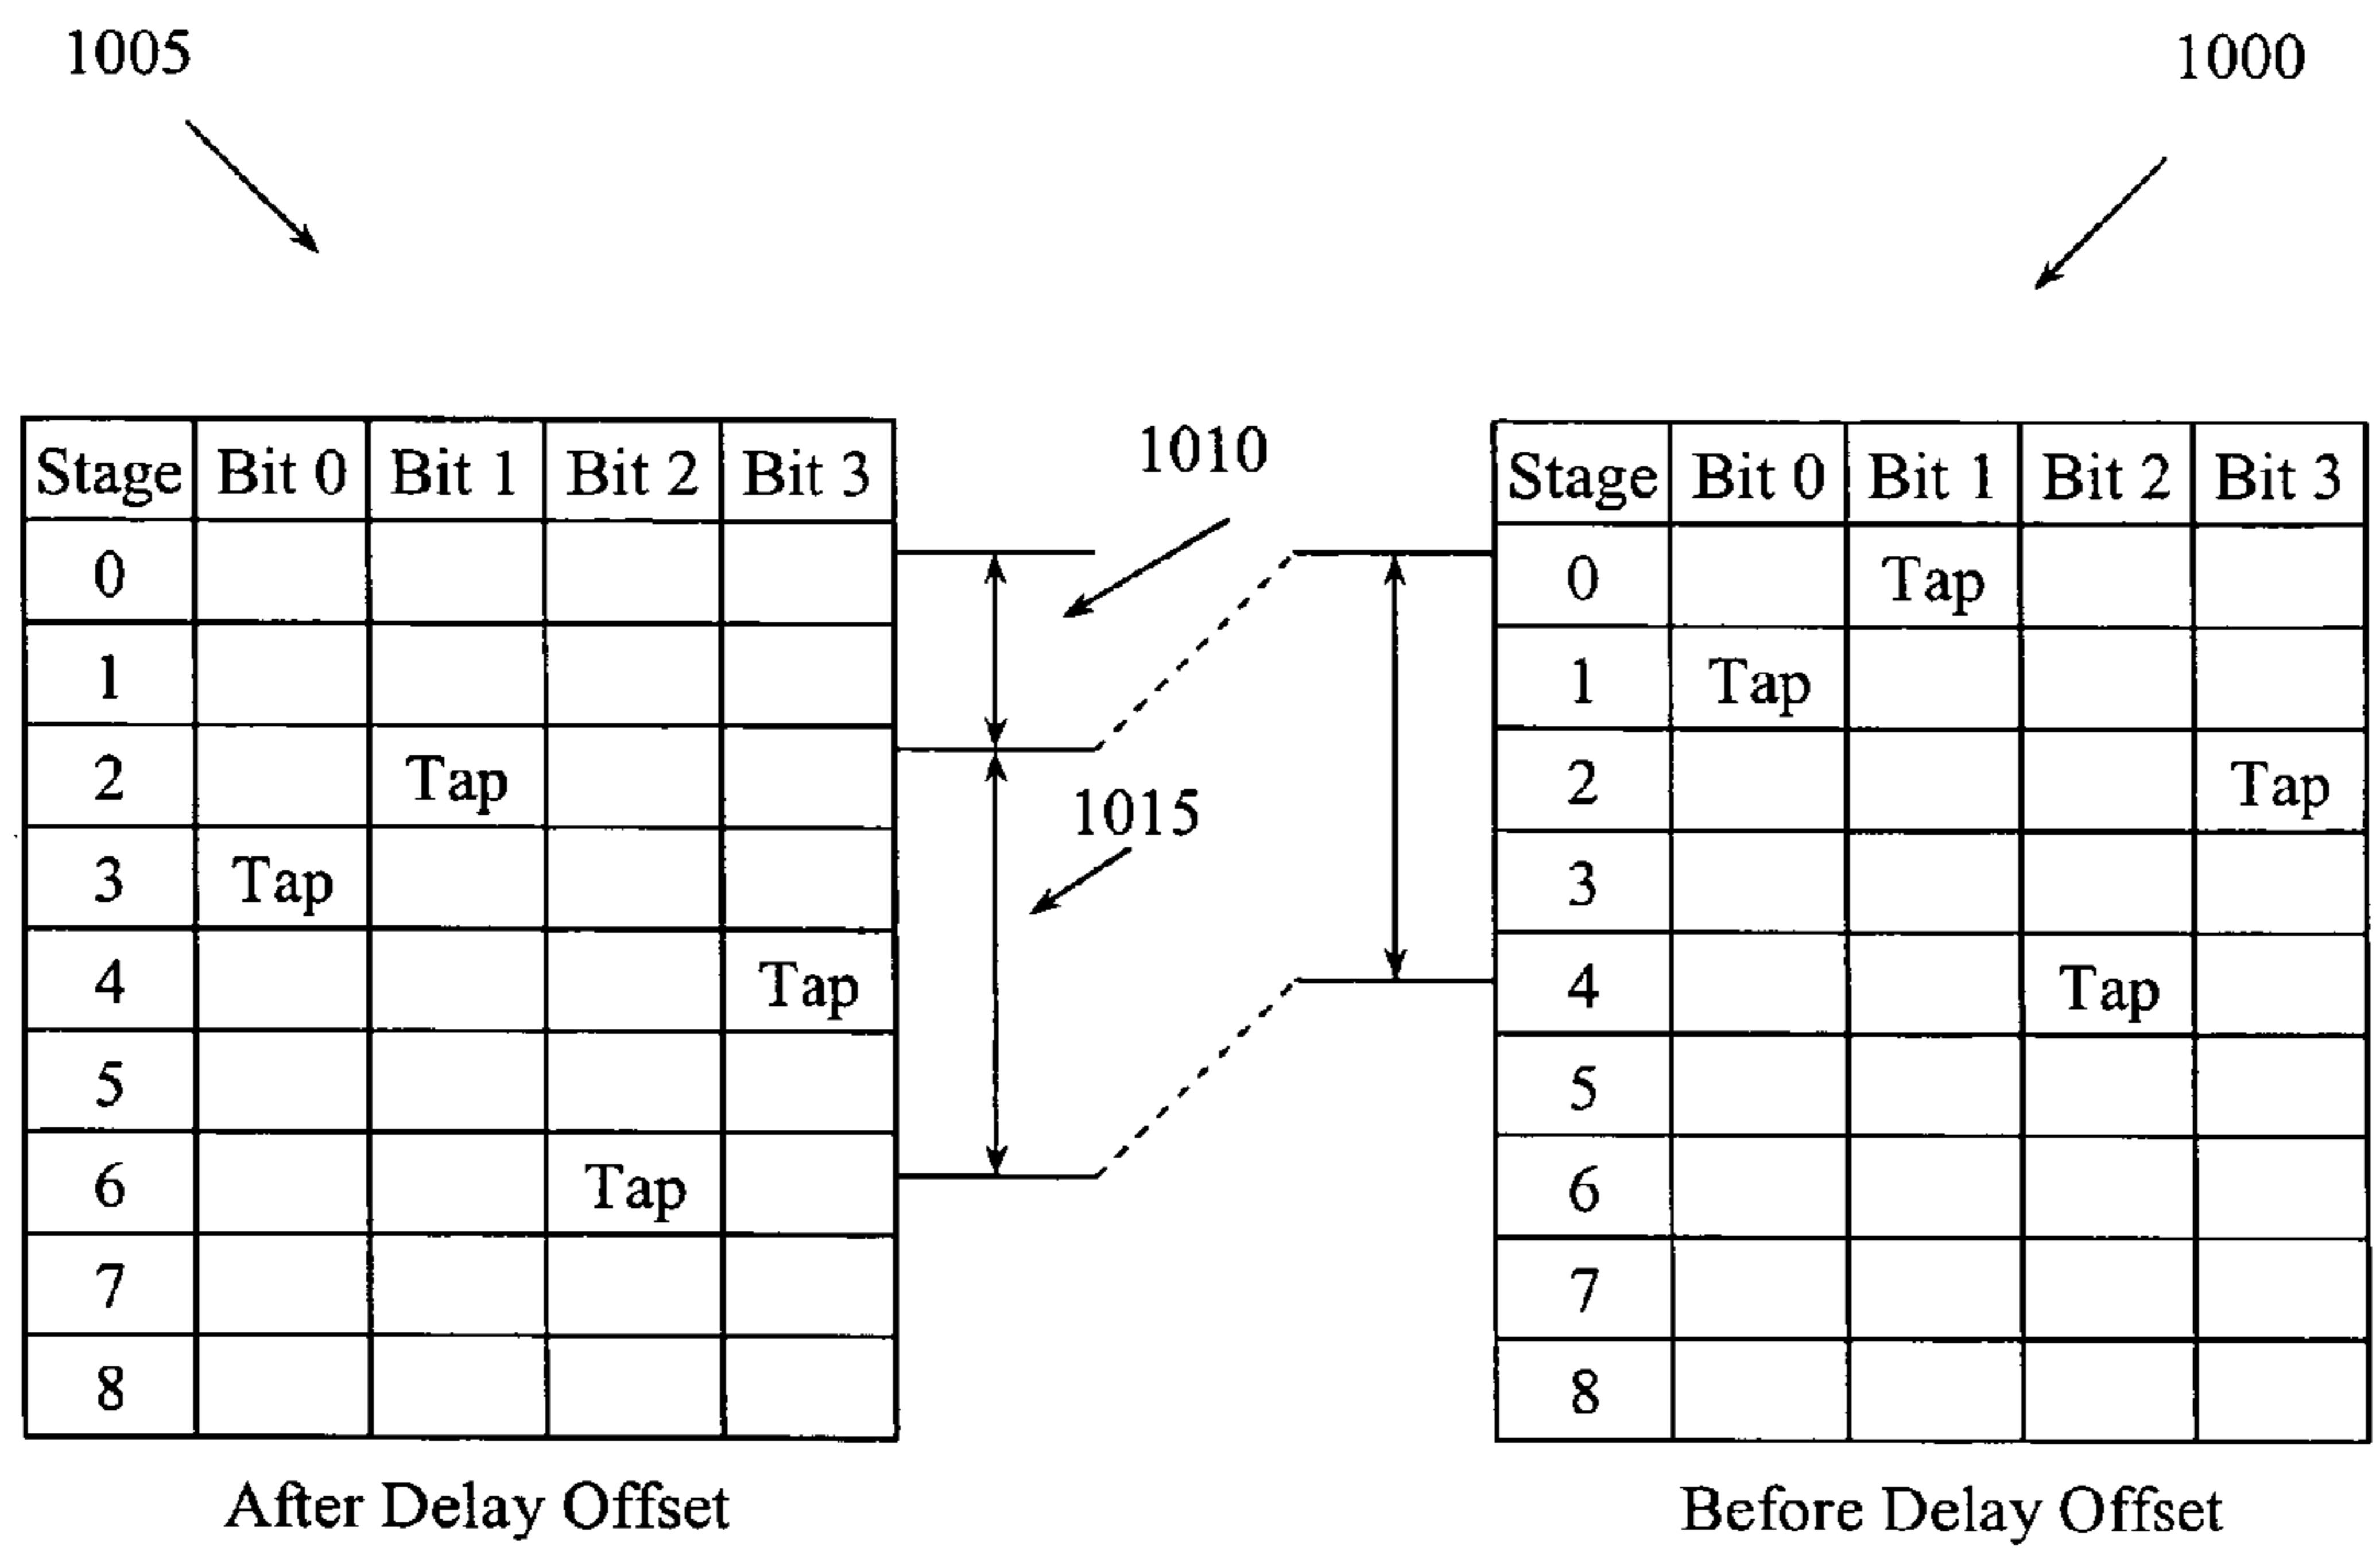 1005 1000
1010
Stage Bit 0 Bit 1 Bit 2 Bit 3 Stage Bit 0 Bit 1 Bit 2 Bit 3
0 0 Tap
1 1 Tap
2 Tap 2 Tap
1015
3 Tap 3
4 Tap 4 Tap
5 5
6 Tap 6
7 7
8 8
After Delay Offset Before Delay Offset